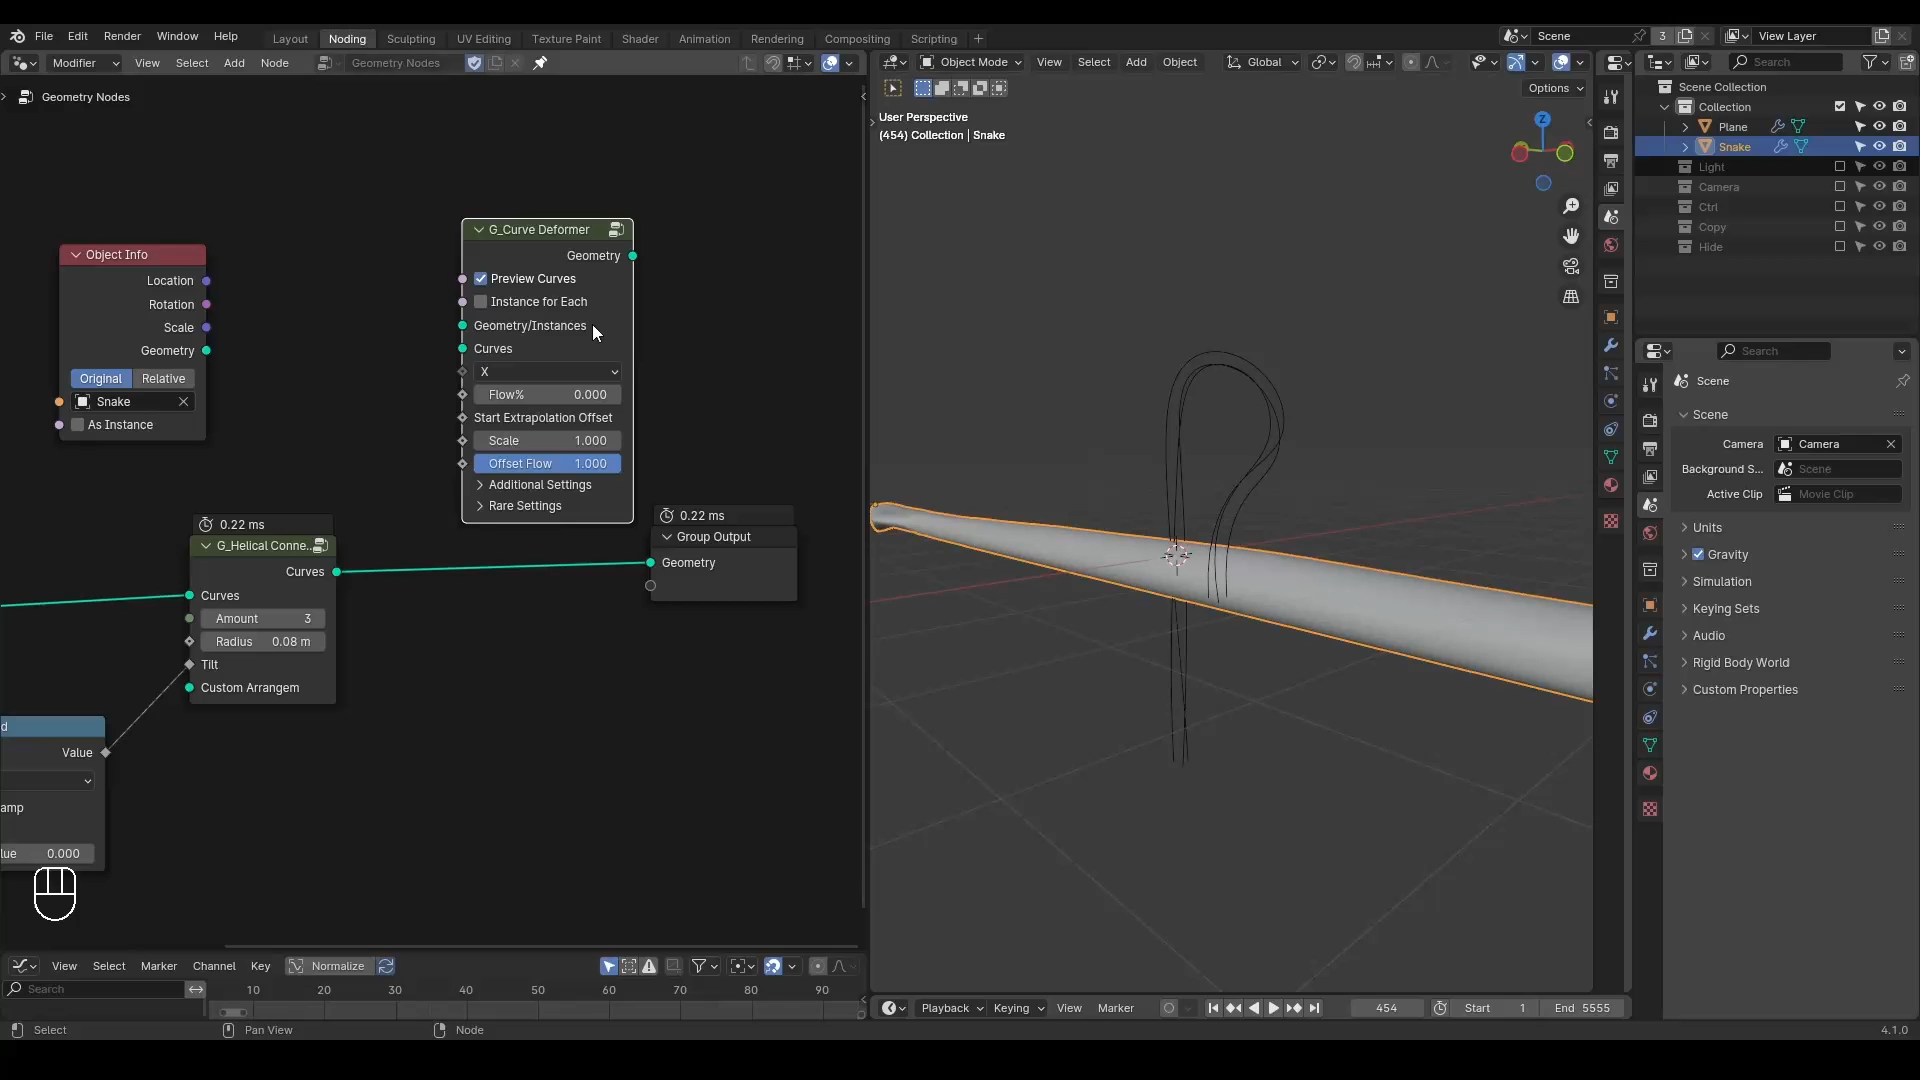 File Edit Render Window Help Layout Noding Sculpting UV Editing Texture Paint Shader Animation Rendering Compositing Scripting + Scene 3 View Layer
Modifier View Select Add Node Geometry Nodes
Object Mode View Select Add Object Global
Search
Geometry Nodes
Options
User Perspective
(454) Collection | Snake
Z
Scene Collection
Collection
Plane
Snake
Light
Camera
Ctrl
Copy
Hide
Object Info
Location
Rotation
Scale
Geometry
Original Relative
Snake
As Instance
G_Curve Deformer
Geometry
Preview Curves
Instance for Each
Geometry/Instances
Curves
X
Flow% 0.000
Start Extrapolation Offset
Scale 1.000
Offset Flow 1.000
Additional Settings
Rare Settings
0.22 ms
G_Helical Conne..
Curves
Curves
Amount 3
Radius 0.08 m
Tilt
Custom Arrangem
0.22 ms
Group Output
Geometry
d
Value
amp
lue 0.000
Search
Scene
Scene
Camera Camera
Background S... Scene
Active Clip Movie Clip
Units
Gravity
Simulation
Keying Sets
Audio
Rigid Body World
Custom Properties
View Select Marker Channel Key Normalize
Search
10 20 30 40 50 60 70 80 90
Playback Keying View Marker 454 Start 1 End 5555
Select Pan View Node 4.1.0